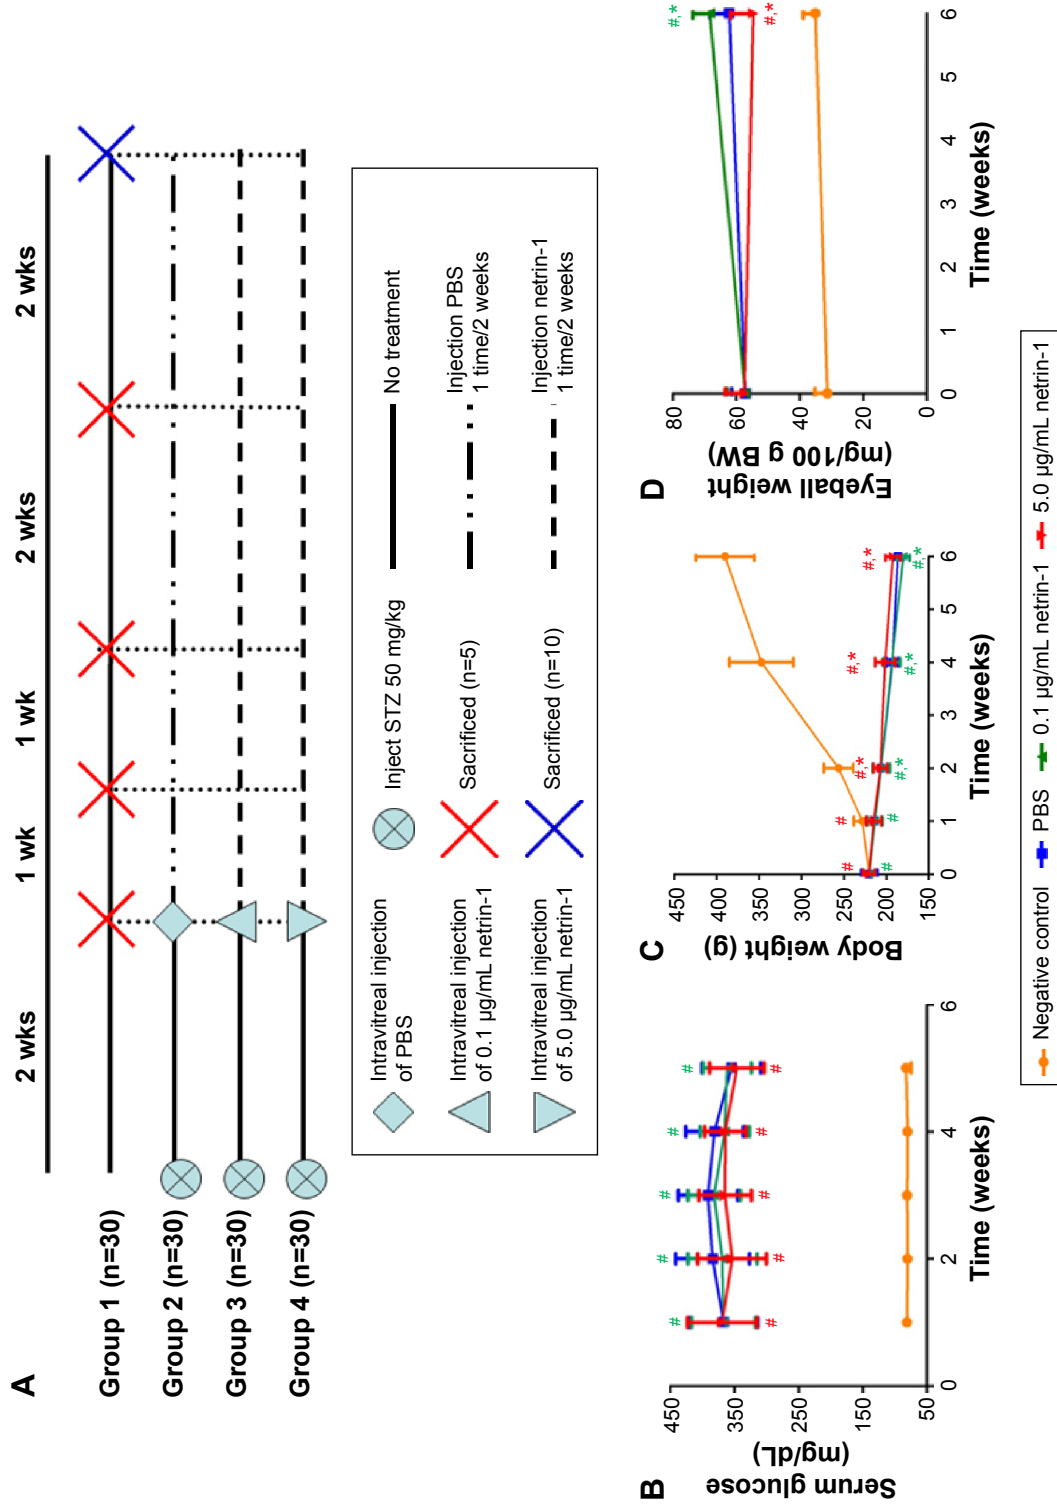 A
2 wks
1 wk
1 wk
2 wks
2 wks
Group 1 (n=30)
Group 2 (n=30)
Group 3 (n=30)
Group 4 (n=30)
Intravitreal injection
of PBS
Inject STZ 50 mg/kg
No treatment
Intravitreal injection
of 0.1 µg/mL netrin-1
Sacrificed (n=5)
Injection PBS
1 time/2 weeks
Intravitreal injection
of 5.0 µg/mL netrin-1
Sacrificed (n=10)
Injection netrin-1
1 time/2 weeks
B
Serum glucose
(mg/dL)
450
350
250
150
50
# # # # #
# # # # #
0 2 4 6
Time (weeks)
C
Body weight (g)
450
400
350
300
250
200
150
# # #,* #,* #,*
# # #,* #,* #,*
0 1 2 3 4 5 6
Time (weeks)
D
Eyeball weight
(mg/100 g BW)
80
60
40
20
0
#,*
#,*
0 1 2 3 4 5 6
Time (weeks)
Negative control PBS 0.1 µg/mL netrin-1 5.0 µg/mL netrin-1